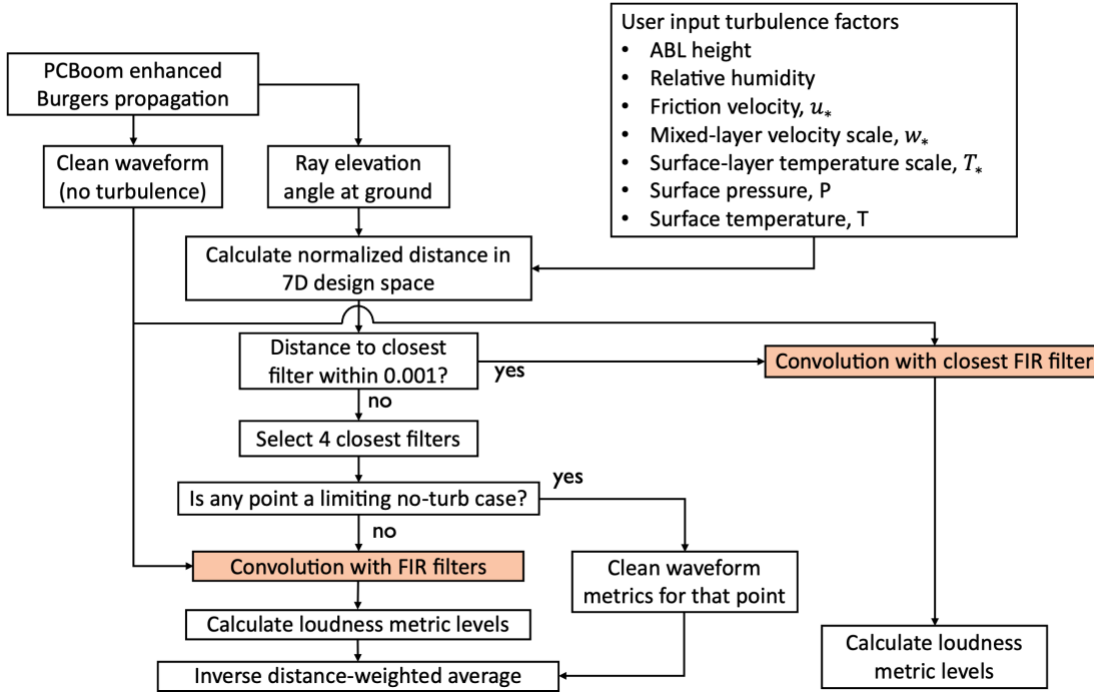 User input turbulence factors
• ABL height
• Relative humidity
• Friction velocity, u*
• Mixed-layer velocity scale, w*
• Surface-layer temperature scale, T*
• Surface pressure, P
• Surface temperature, T
PCBoom enhanced
Burgers propagation
Clean waveform
(no turbulence)
Ray elevation
angle at ground
Calculate normalized distance in
7D design space
Distance to closest
filter within 0.001?
yes
Convolution with closest FIR filter
no
Select 4 closest filters
Is any point a limiting no-turb case?
yes
no
Convolution with FIR filters
Clean waveform
metrics for that point
Calculate loudness metric levels
Inverse distance-weighted average
Calculate loudness
metric levels